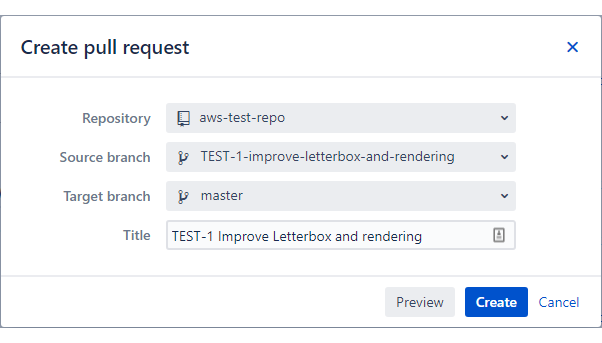 Create pull request
Repository aws-test-repo
Source branch TEST-1-improve-letterbox-and-rendering
Target branch master
Title TEST-1 Improve Letterbox and rendering
Preview Create Cancel